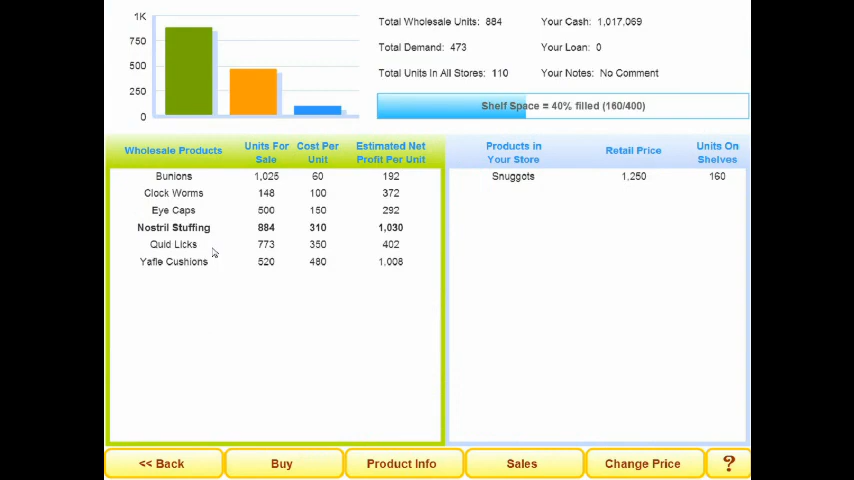 1K
750
500
250
0
Total Wholesale Units: 884
Total Demand: 473
Total Units In All Stores: 110
Your Cash: 1,017,069
Your Loan: 0
Your Notes: No Comment
Shelf Space = 40% filled (160/400)
Wholesale Products Units For Sale Cost Per Unit Estimated Net Profit Per Unit
Bunions 1,025 60 192
Clock Worms 148 100 372
Eye Caps 500 150 292
Nostril Stuffing 884 310 1,030
Quid Licks 773 350 402
Yafle Cushions 520 480 1,008
Products in Your Store Retail Price Units On Shelves
Snuggots 1,250 160
<< Back Buy Product Info Sales Change Price ?